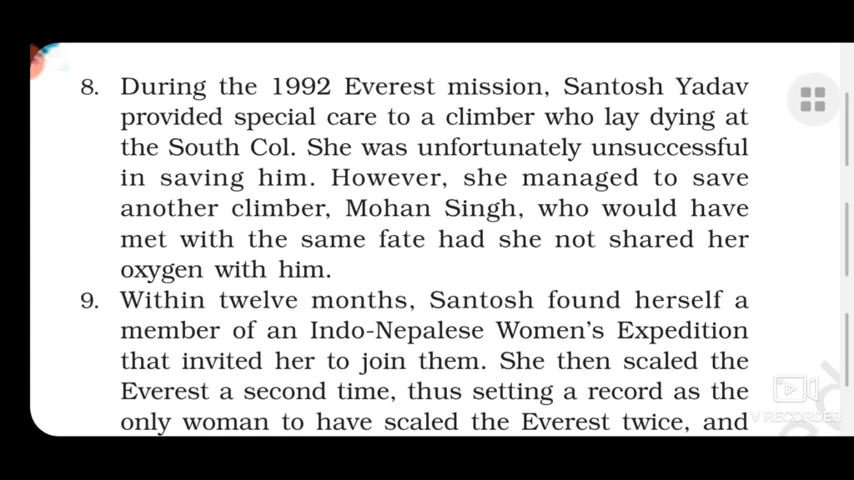 8. During the 1992 Everest mission, Santosh Yadav
provided special care to a climber who lay dying at
the South Col. She was unfortunately unsuccessful
in saving him. However, she managed to save
another climber, Mohan Singh, who would have
met with the same fate had she not shared her
oxygen with him.
9. Within twelve months, Santosh found herself a
member of an Indo-Nepalese Women's Expedition
that invited her to join them. She then scaled the
Everest a second time, thus setting a record as the
only woman to have scaled the Everest twice, and
V RECORDER